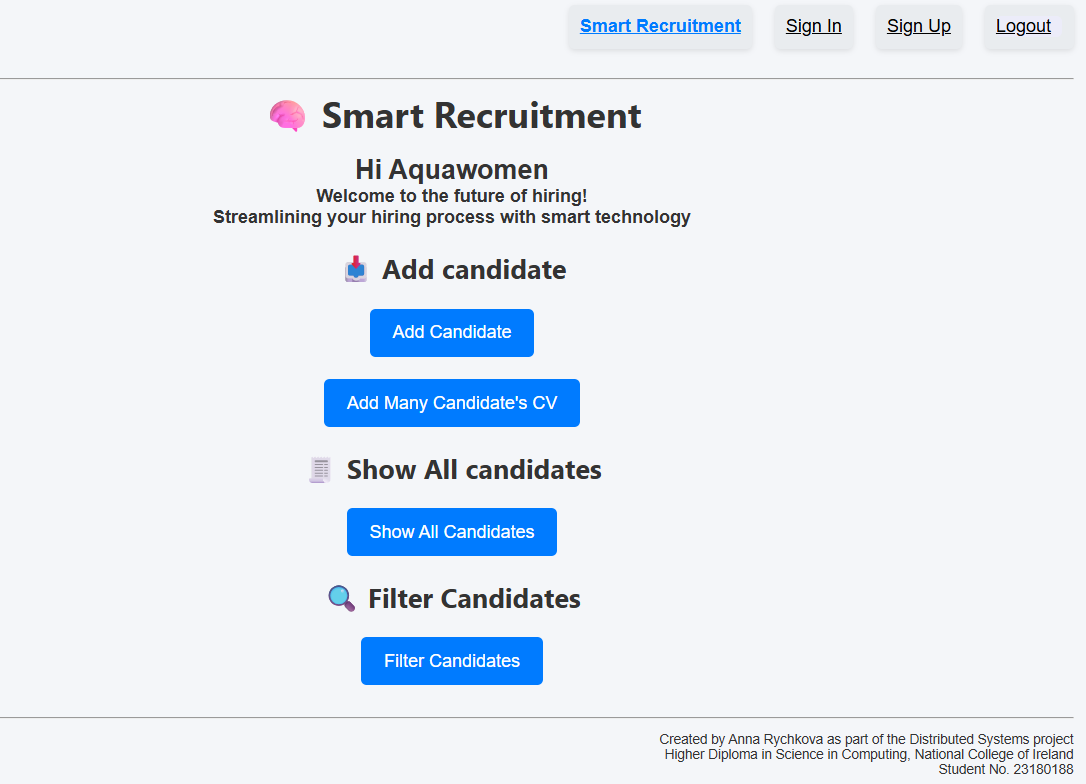 Smart Recruitment Sign In Sign Up Logout
Smart Recruitment
Hi Aquawomen
Welcome to the future of hiring!
Streamlining your hiring process with smart technology
Add candidate
Add Candidate
Add Many Candidate's CV
Show All candidates
Show All Candidates
Filter Candidates
Filter Candidates
Created by Anna Rychkova as part of the Distributed Systems project
Higher Diploma in Science in Computing, National College of Ireland
Student No. 23180188